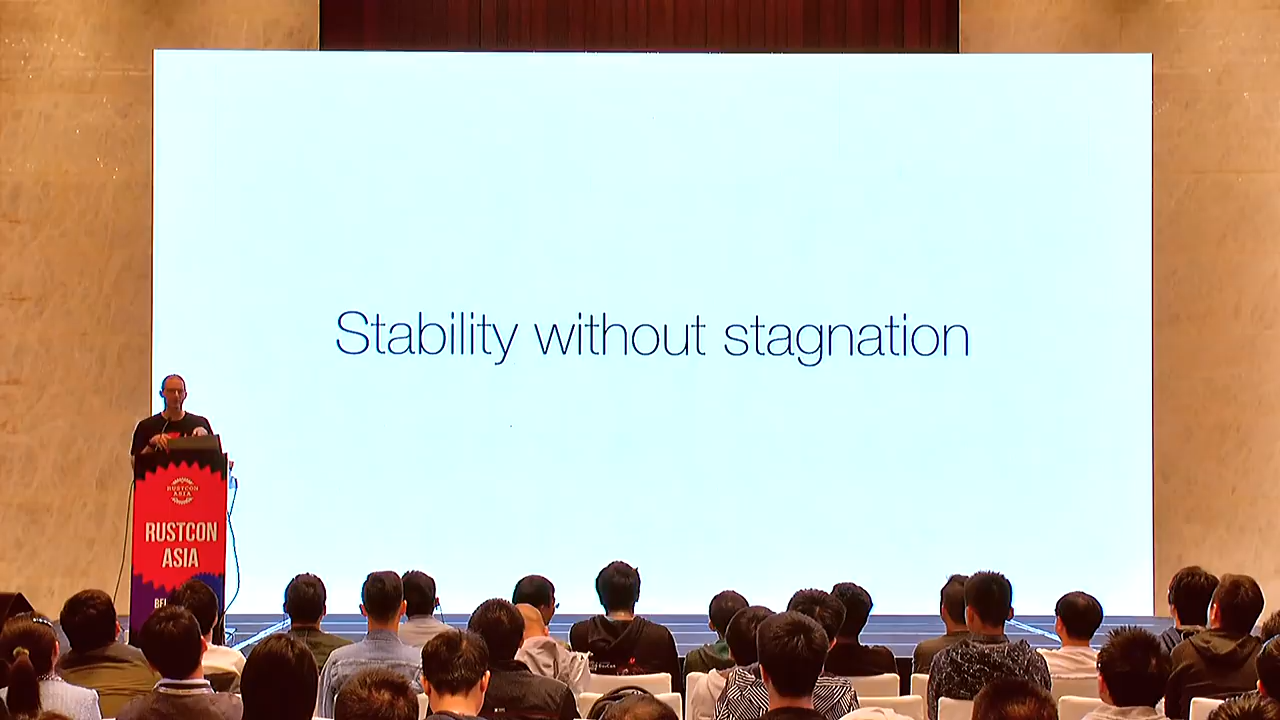 Stability without stagnation
RUSTCON
ASIA
RUSTCON
ASIA